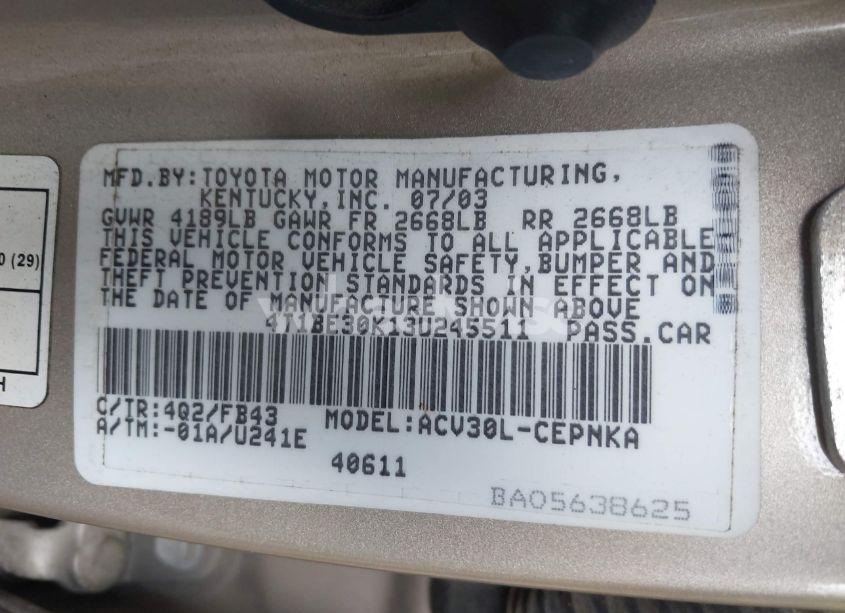 MFD.BY:TOYOTA MOTOR MANUFACTURING,
KENTUCKY,INC. 07/03
GVWR 4189LB GAWR FR 2668LB RR 2668LB
THIS VEHICLE CONFORMS TO ALL APPLICABLE
FEDERAL MOTOR VEHICLE SAFETY,BUMPER AND
THEFT PREVENTION STANDARDS IN EFFECT ON
THE DATE OF MANUFACTURE SHOWN ABOVE
4T1BE30K13U245511 PASS.CAR
C/TR:4Q2/FB43 MODEL:ACV30L-CEPNKA
A/TM:-01A/U241E
40611
BA05638625
0 (29)
H